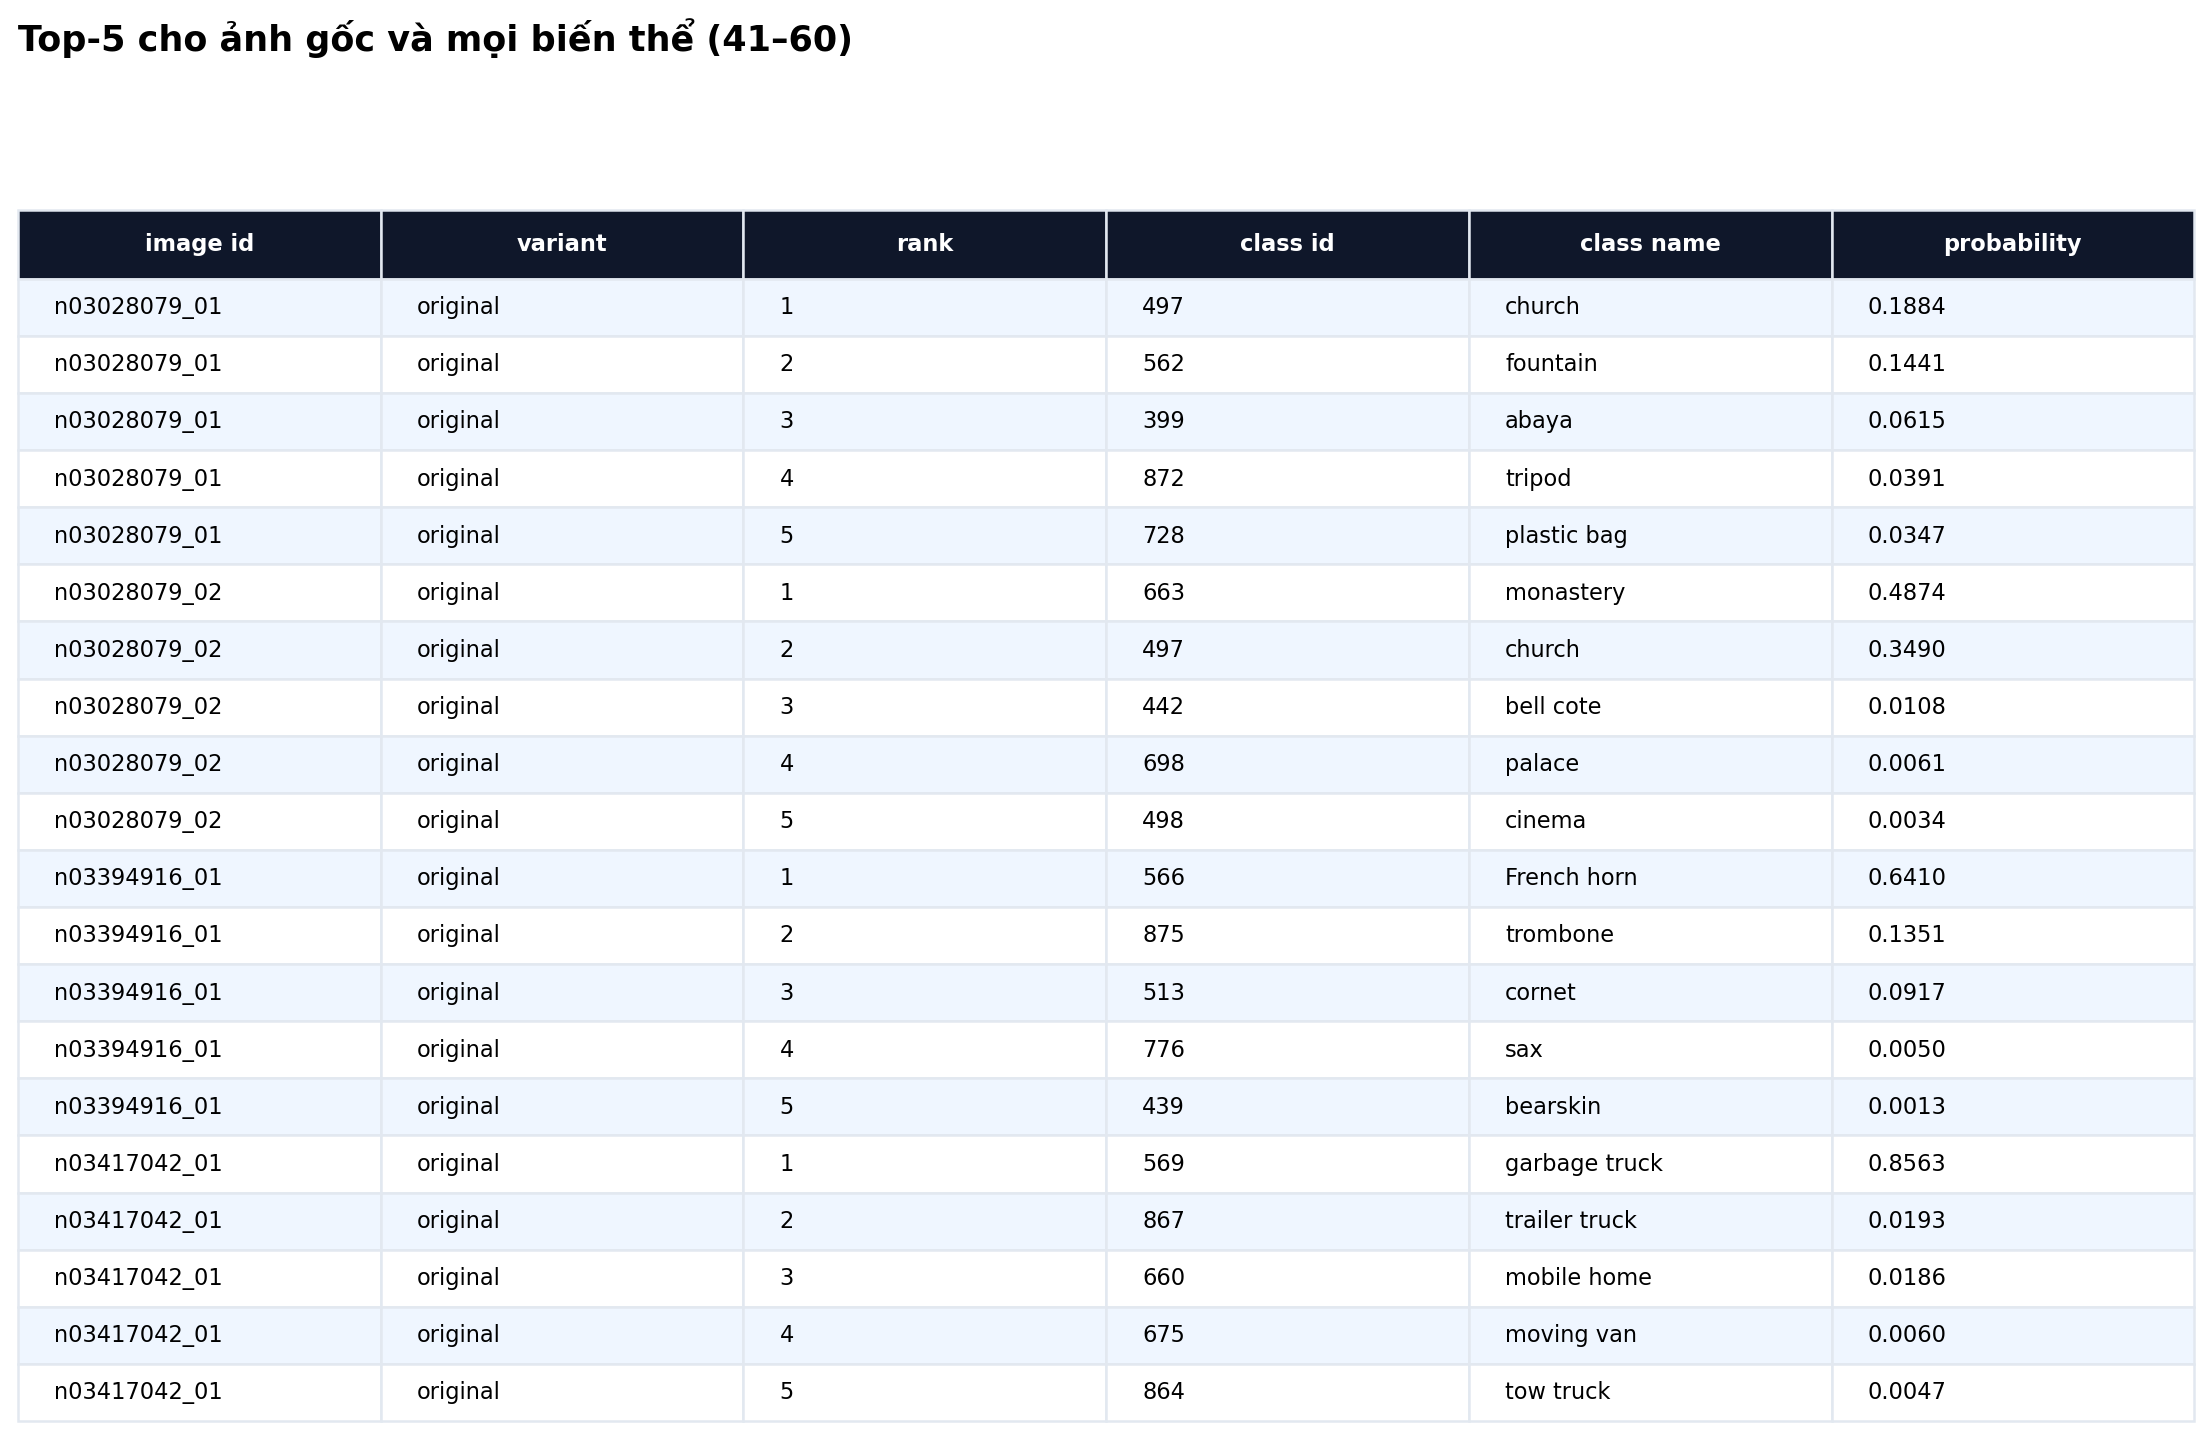 Top-5 cho ảnh gốc và mọi biến thể (41–60)
image id variant rank class id class name probability
n03028079_01 original 1 497 church 0.1884
n03028079_01 original 2 562 fountain 0.1441
n03028079_01 original 3 399 abaya 0.0615
n03028079_01 original 4 872 tripod 0.0391
n03028079_01 original 5 728 plastic bag 0.0347
n03028079_02 original 1 663 monastery 0.4874
n03028079_02 original 2 497 church 0.3490
n03028079_02 original 3 442 bell cote 0.0108
n03028079_02 original 4 698 palace 0.0061
n03028079_02 original 5 498 cinema 0.0034
n03394916_01 original 1 566 French horn 0.6410
n03394916_01 original 2 875 trombone 0.1351
n03394916_01 original 3 513 cornet 0.0917
n03394916_01 original 4 776 sax 0.0050
n03394916_01 original 5 439 bearskin 0.0013
n03417042_01 original 1 569 garbage truck 0.8563
n03417042_01 original 2 867 trailer truck 0.0193
n03417042_01 original 3 660 mobile home 0.0186
n03417042_01 original 4 675 moving van 0.0060
n03417042_01 original 5 864 tow truck 0.0047